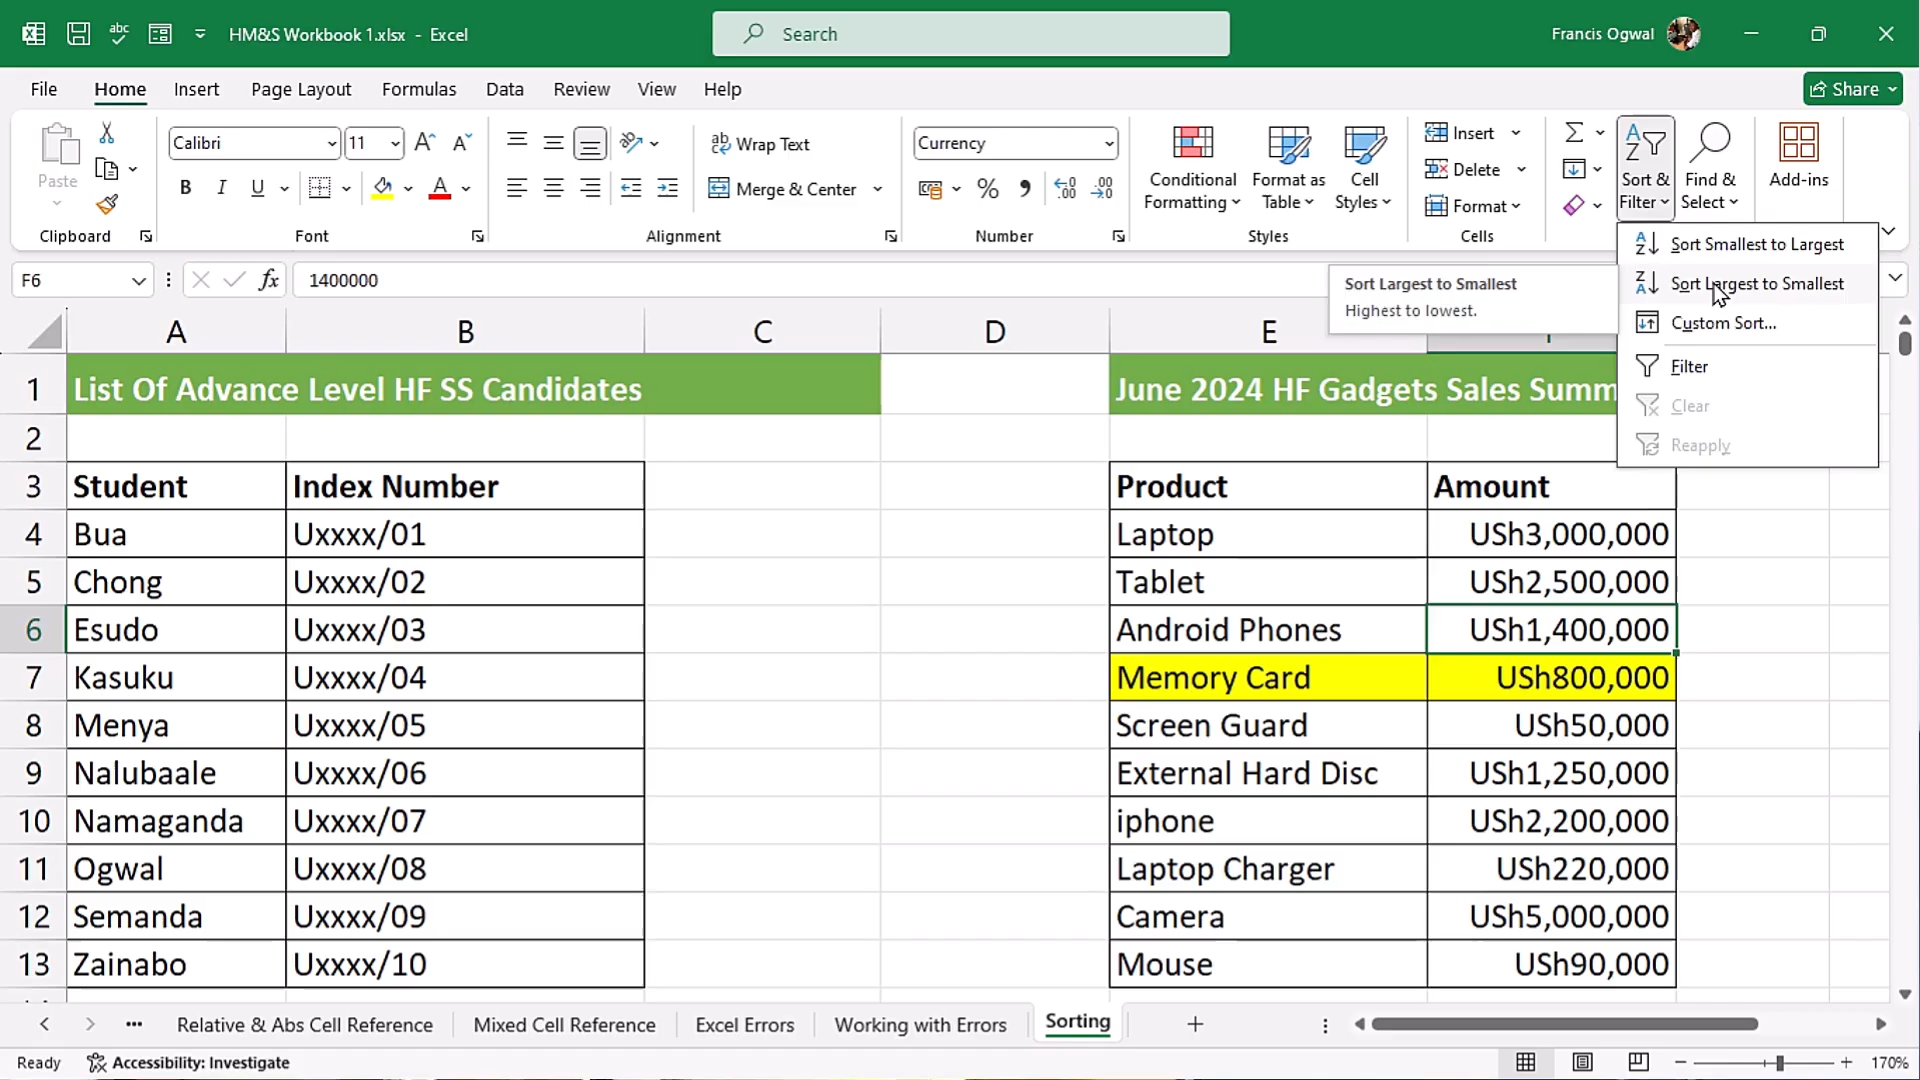 HM&S Workbook 1.xlsx - Excel
Search
Francis Ogwal
File Home Insert Page Layout Formulas Data Review View Help
Share
Paste
Calibri 11
B I U
Wrap Text
Merge & Center
Currency
Conditional Formatting
Format as Table
Cell Styles
Insert
Delete
Format
Sort & Filter
Find & Select
Add-ins
Clipboard Font Alignment Number Styles Cells
Sort Smallest to Largest
Sort Largest to Smallest
Custom Sort...
Filter
Clear
Reapply
Sort Largest to Smallest
Highest to lowest.
F6 fx 1400000
A B C D E
1 List Of Advance Level HF SS Candidates June 2024 HF Gadgets Sales Summ
2
3 Student Index Number Product Amount
4 Bua Uxxxx/01 Laptop USh3,000,000
5 Chong Uxxxx/02 Tablet USh2,500,000
6 Esudo Uxxxx/03 Android Phones USh1,400,000
7 Kasuku Uxxxx/04 Memory Card USh800,000
8 Menya Uxxxx/05 Screen Guard USh50,000
9 Nalubaale Uxxxx/06 External Hard Disc USh1,250,000
10 Namaganda Uxxxx/07 iphone USh2,200,000
11 Ogwal Uxxxx/08 Laptop Charger USh220,000
12 Semanda Uxxxx/09 Camera USh5,000,000
13 Zainabo Uxxxx/10 Mouse USh90,000
... Relative & Abs Cell Reference Mixed Cell Reference Excel Errors Working with Errors Sorting
Ready Accessibility: Investigate 170%